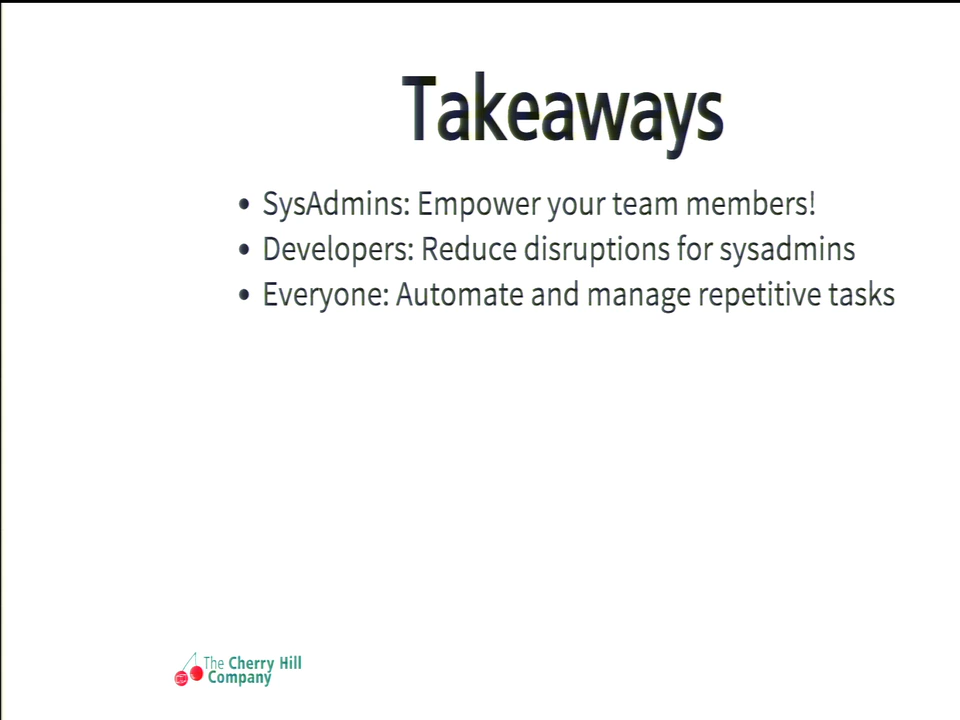 Takeaways
• SysAdmins: Empower your team members!
• Developers: Reduce disruptions for sysadmins
• Everyone: Automate and manage repetitive tasks
The Cherry Hill
Company